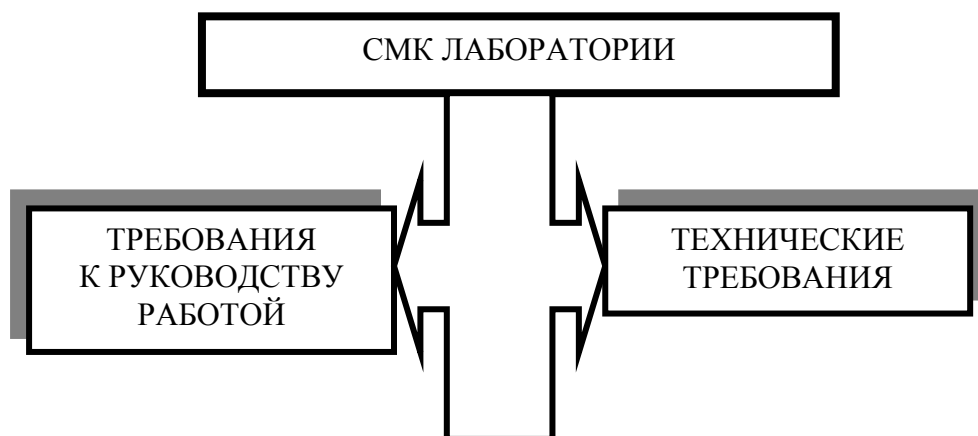 СМК ЛАБОРАТОРИИ
ТРЕБОВАНИЯ
К РУКОВОДСТВУ
РАБОТОЙ
ТЕХНИЧЕСКИЕ
ТРЕБОВАНИЯ